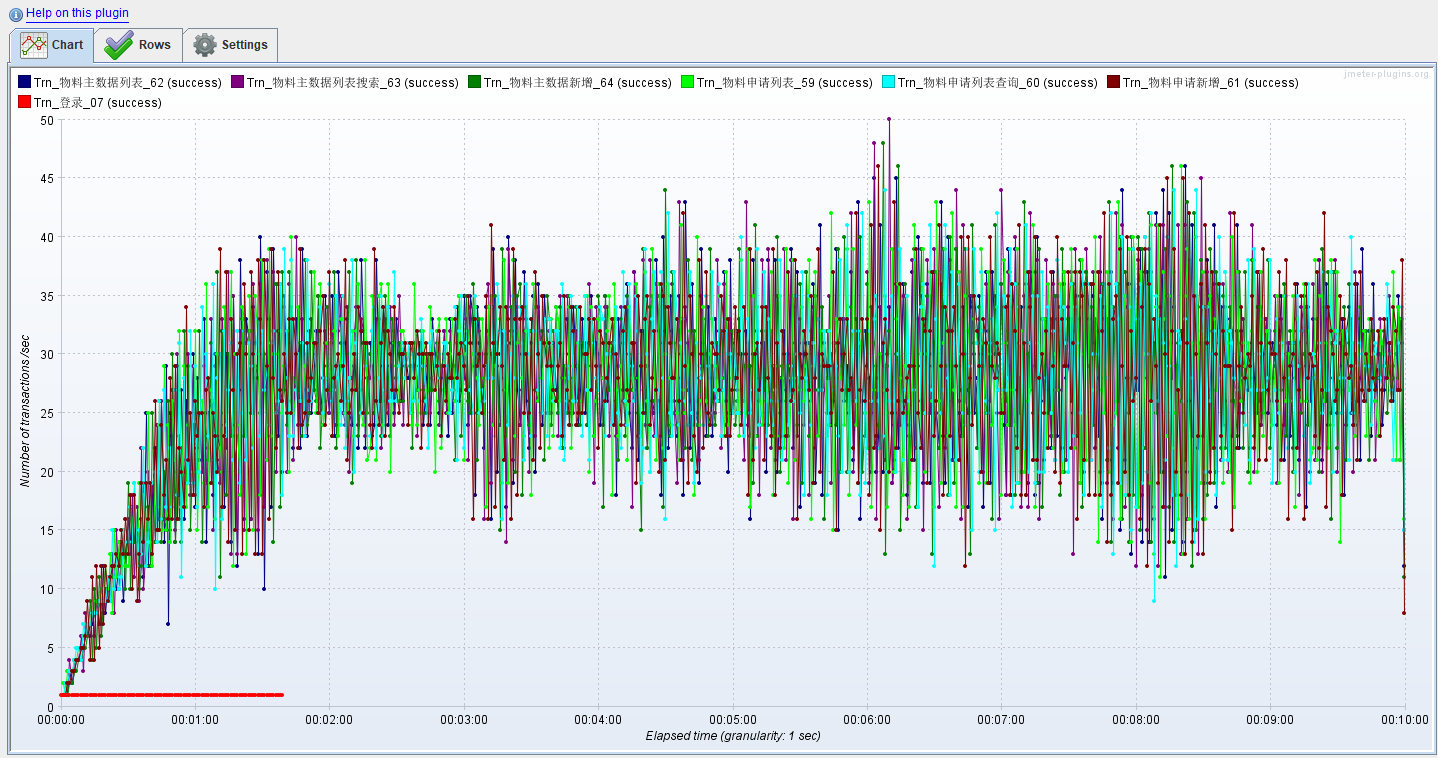 Help on this plugin
Chart Rows Settings
Trn_物料主数据列表_62 (success) Trn_物料主数据列表搜索_63 (success) Trn_物料主数据新增_64 (success) Trn_物料申请列表_59 (success) Trn_物料申请列表查询_60 (success) Trn_物料申请新增_61 (success)
jmeter-plugins.org
Trn_登录_07 (success)
50
45
40
35
30
25
20
15
10
5
0
Number of transactions /sec
00:00:00 00:01:00 00:02:00 00:03:00 00:04:00 00:05:00 00:06:00 00:07:00 00:08:00 00:09:00 00:10:00
Elapsed time (granularity: 1 sec)